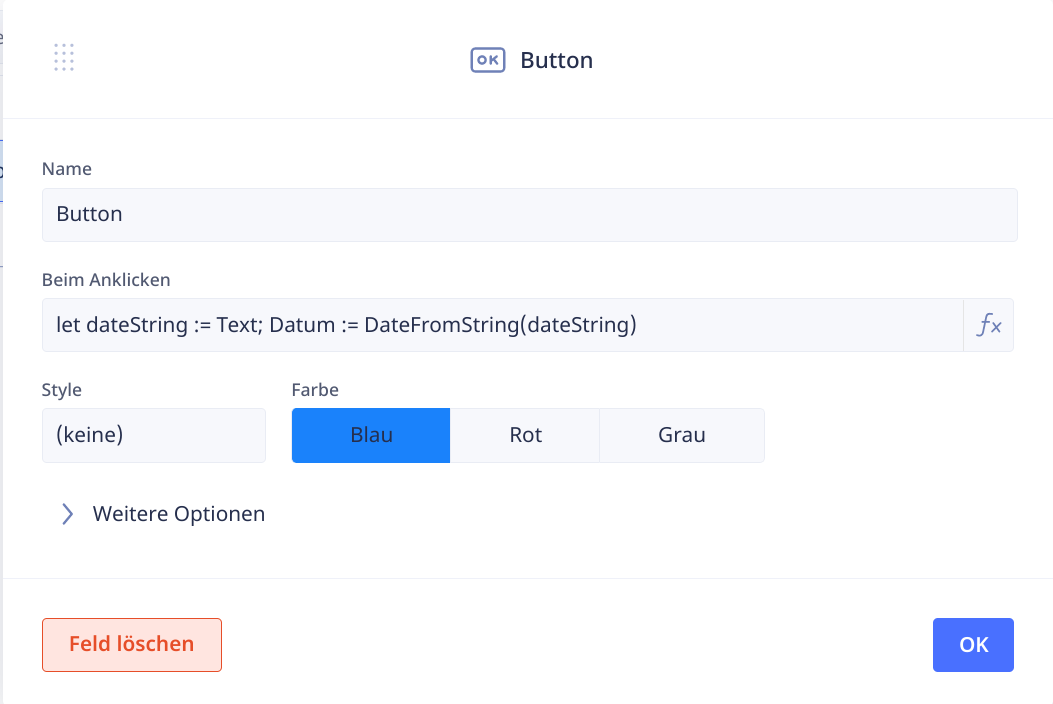 OK Button
Name
Button
Beim Anklicken
let dateString := Text; Datum := DateFromString(dateString)
fx
Style Farbe
(keine) Blau Rot Grau
Weitere Optionen
Feld löschen OK